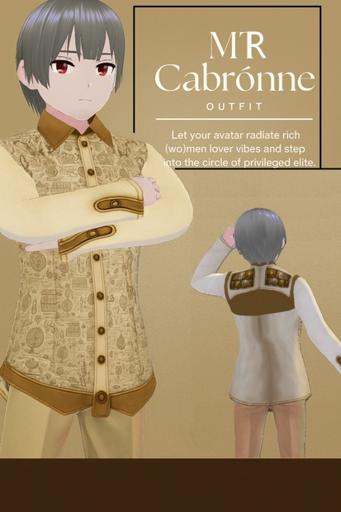 MR
Cabrónne
OUTFIT
Let your avatar radiate rich
(wo)men lover vibes and step
into the circle of privileged elite.